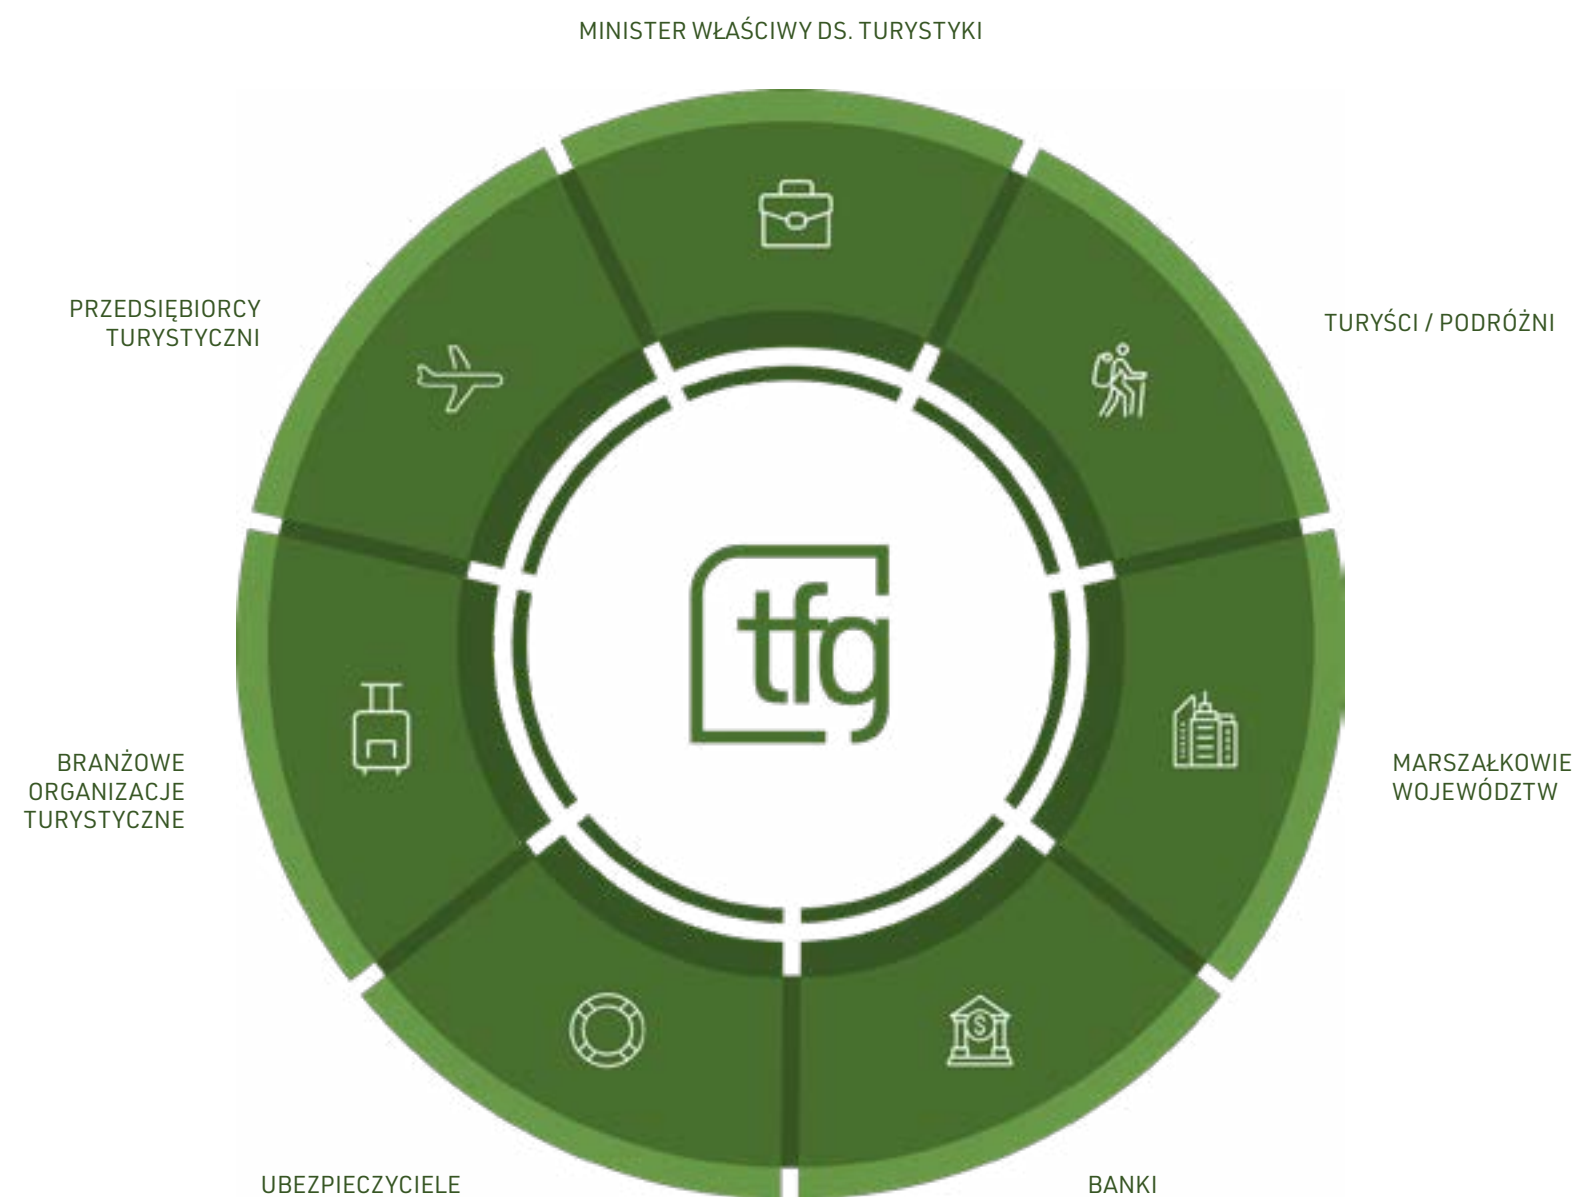 MINISTER WŁAŚCIWY DS. TURYSTYKI
PRZEDSIĘBIORCY
TURYSTYCZNI
TURYŚCI / PODRÓŻNI
tfg
BRANŻOWE
ORGANIZACJE
TURYSTYCZNE
MARSZAŁKOWIE
WOJEWÓDZTW
$
UBEZPIECZYCIELE
BANKI